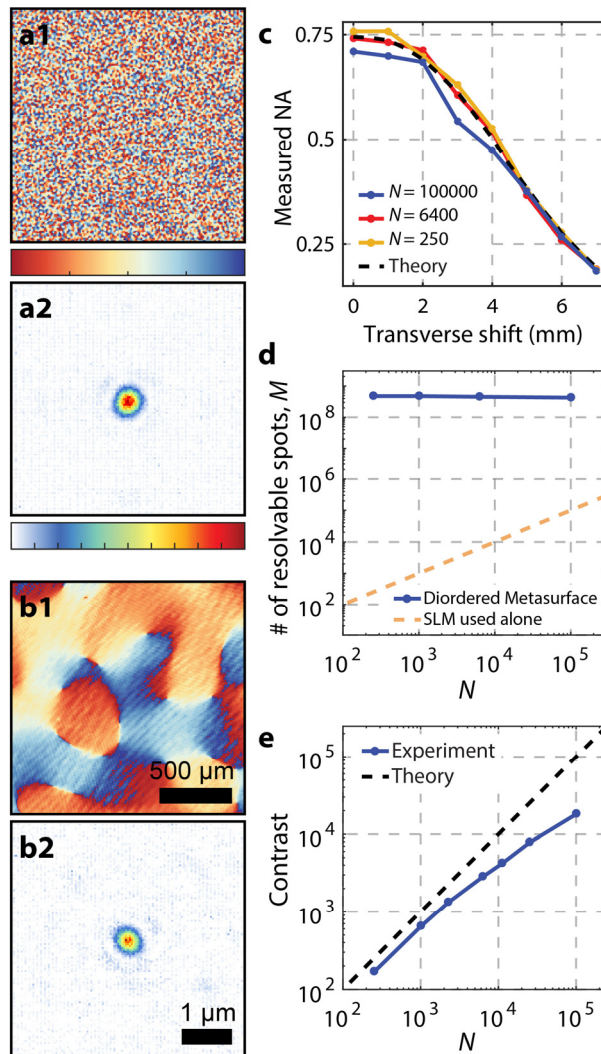 a1
a2
b1
500 µm
b2
1 µm
c
Measured NA
0.75
0.5
0.25
N = 100000
N = 6400
N = 250
Theory
0 2 4 6
Transverse shift (mm)
d
# of resolvable spots, M
10^8
10^6
10^4
10^2
Diordered Metasurface
SLM used alone
10^2 10^3 10^4 10^5
N
e
Contrast
10^5
10^4
10^3
10^2
Experiment
Theory
10^2 10^3 10^4 10^5
N